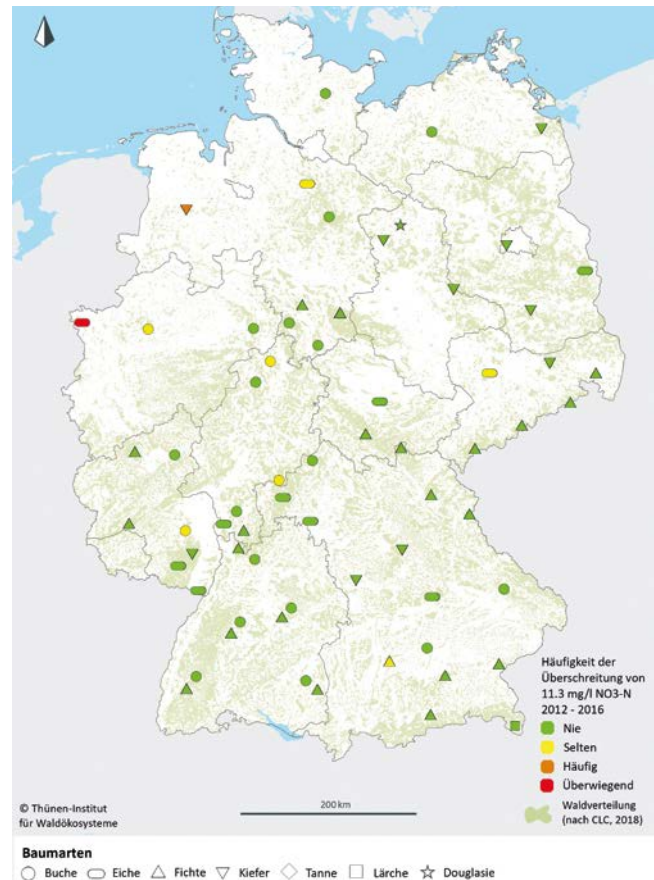 Häufigkeit der
Überschreitung von
11.3 mg/l NO3-N
2012 - 2016
Nie
Selten
Häufig
Überwiegend
Waldverteilung
(nach CLC, 2018)
© Thünen-Institut
für Waldökosysteme
200 km
Baumarten
Buche Eiche Fichte Kiefer Tanne Lärche Douglasie